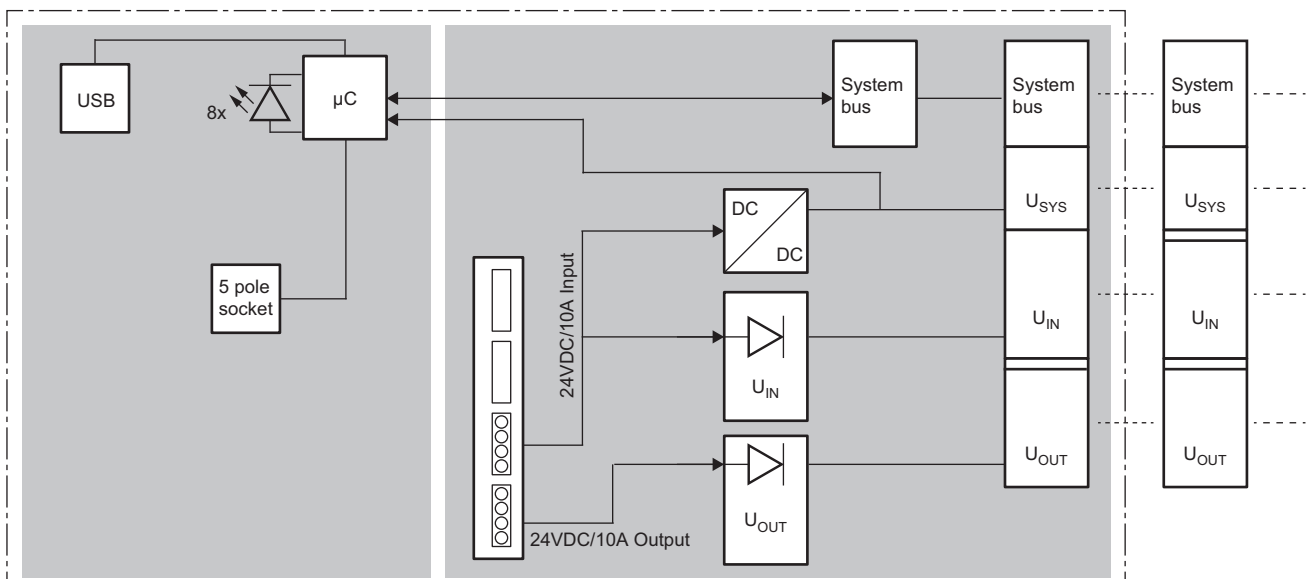 USB
8x
µC
System
bus
System
bus
System
bus
DC
DC
U_SYS
U_SYS
5 pole
socket
24VDC/10A Input
U_IN
U_IN
U_IN
U_OUT
U_OUT
U_OUT
24VDC/10A Output